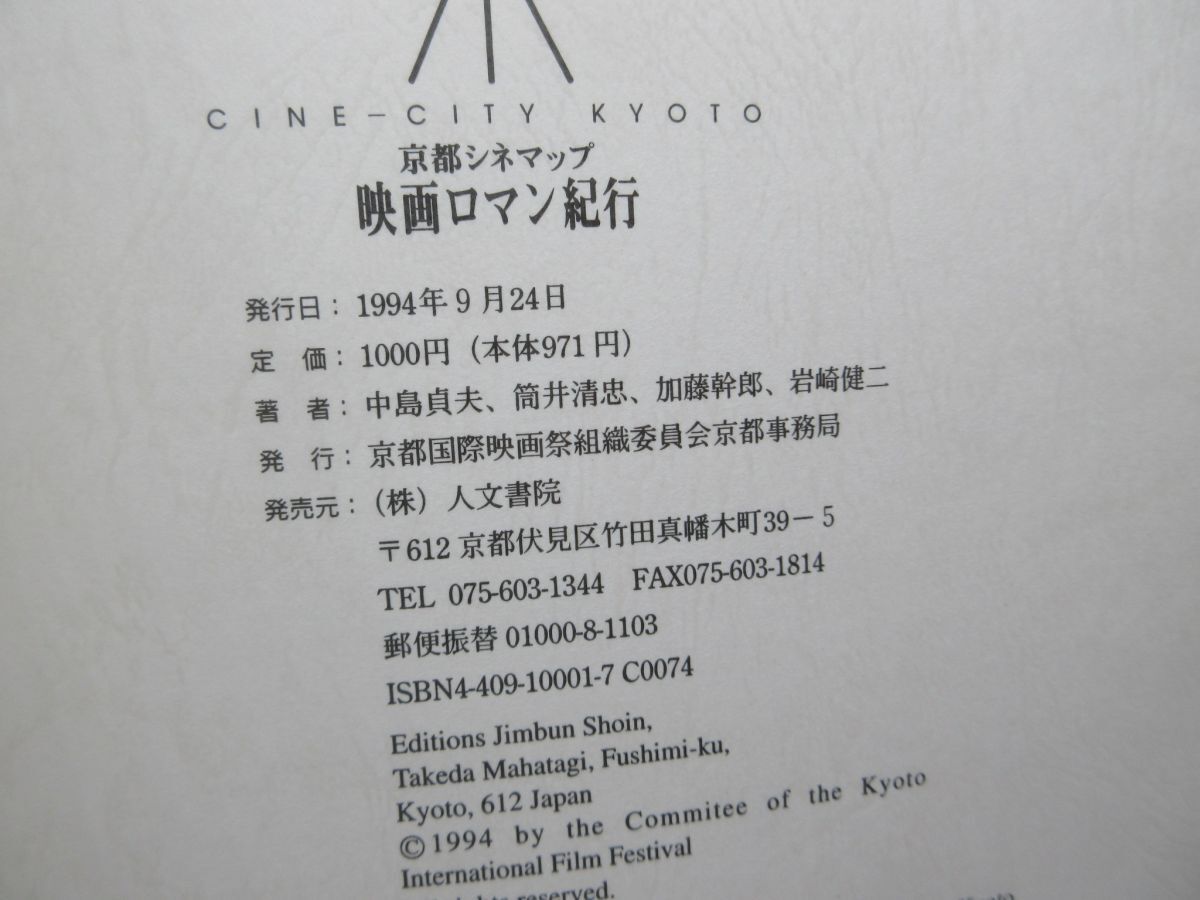 CINE-CITY KYOTO
京都シネマップ
映画ロマン紀行
発行日：1994年9月24日
定　価：1000円（本体971円）
著　者：中島貞夫、筒井清忠、加藤幹郎、岩崎健二
発　行：京都国際映画祭組織委員会京都事務局
発売元：（株）人文書院
〒612 京都伏見区竹田真幡木町39－5
TEL 075-603-1344　FAX075-603-1814
郵便振替 01000-8-1103
ISBN4-409-10001-7 C0074
Editions Jimbun Shoin,
Takeda Mahatagi, Fushimi-ku,
Kyoto, 612 Japan
©1994 by the Commitee of the Kyoto
International Film Festival
reserved.